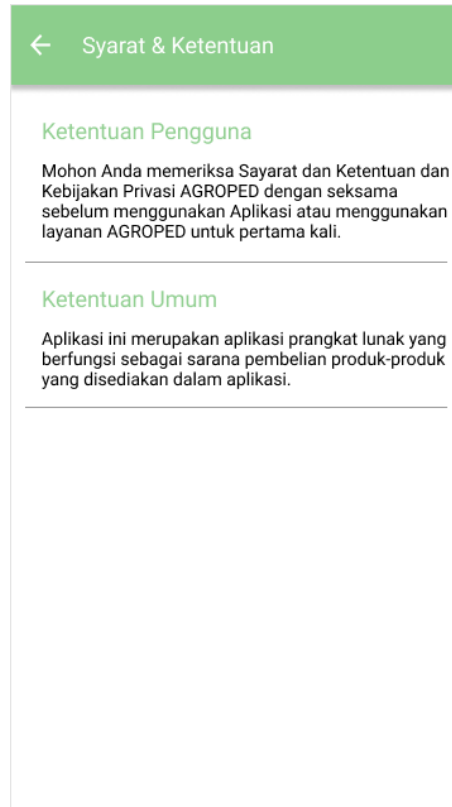 Syarat & Ketentuan
Ketentuan Pengguna
Mohon Anda memeriksa Sayarat dan Ketentuan dan
Kebijakan Privasi AGROPED dengan seksama
sebelum menggunakan Aplikasi atau menggunakan
layanan AGROPED untuk pertama kali.
Ketentuan Umum
Aplikasi ini merupakan aplikasi prangkat lunak yang
berfungsi sebagai sarana pembelian produk-produk
yang disediakan dalam aplikasi.